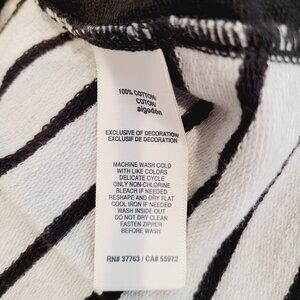 100% COTTON/
COTON/
algodón
EXCLUSIVE OF DECORATION/
EXCLUSIF DE DECORATION/
MACHINE WASH COLD
WITH LIKE COLORS
DELICATE CYCLE
ONLY NON-CHLORINE
BLEACH IF NEEDED
RESHAPE AND DRY FLAT
COOL IRON IF NEEDED
WASH INSIDE OUT
DO NOT DRY CLEAN
FASTEN ZIPPER
BEFORE WASH
RN# 37763 / CA# 55972